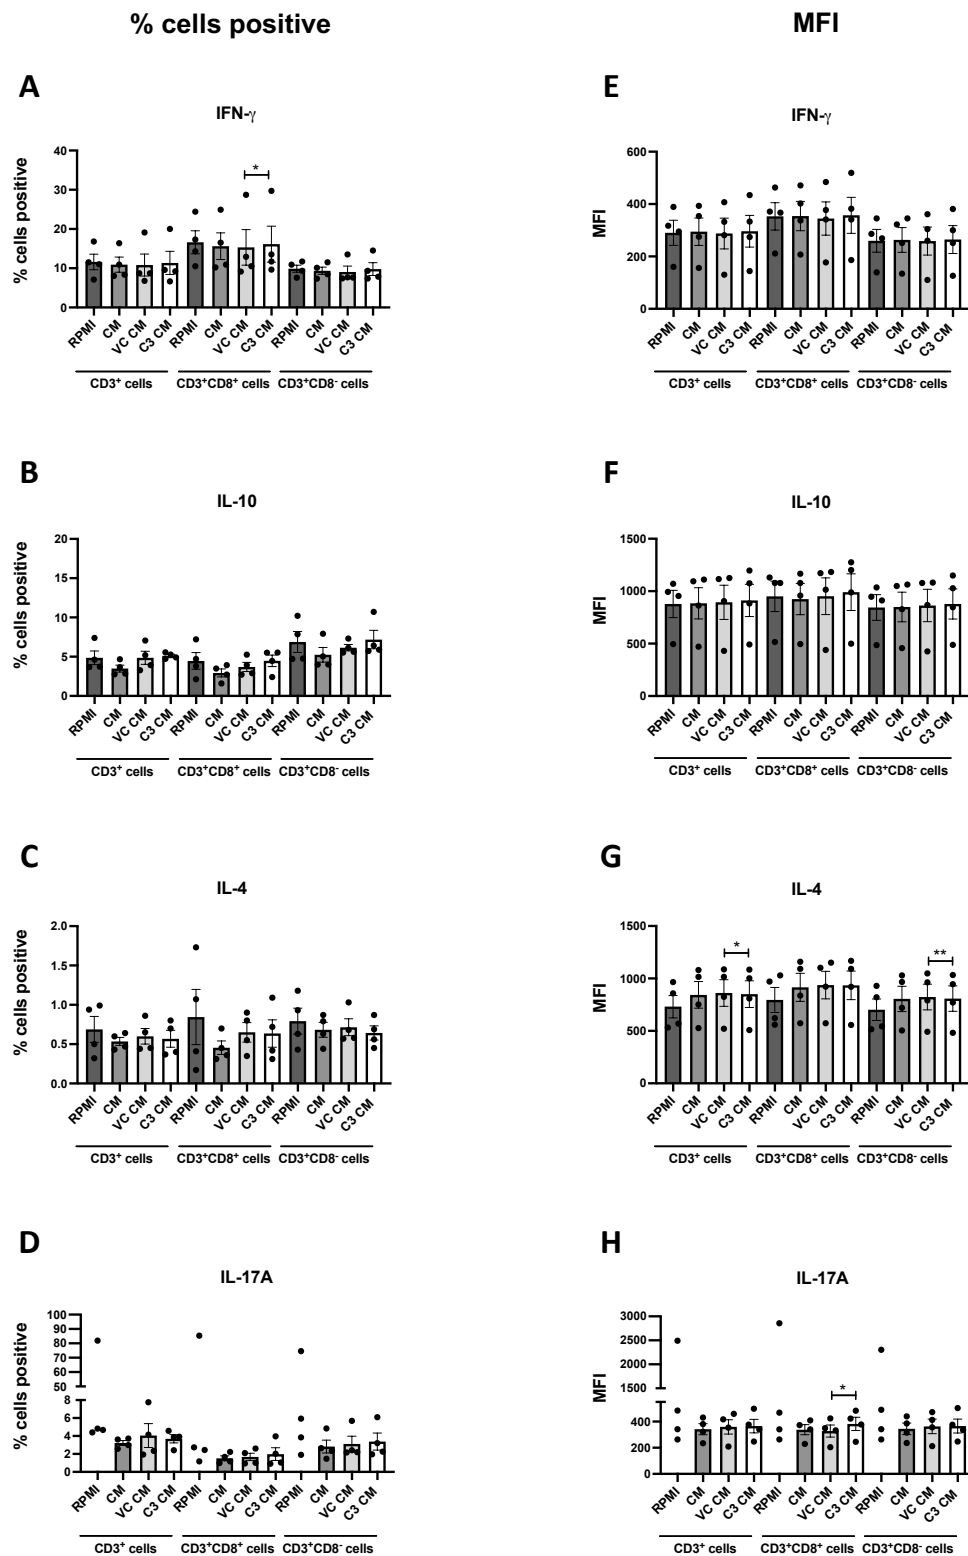 % cells positive
MFI
A
IFN-γ
% cells positive
40
30
20
10
0
*
RPMI
CM
VC CM
C3 CM
RPMI
CM
VC CM
C3 CM
RPMI
CM
VC CM
C3 CM
CD3⁺ cells
CD3⁺CD8⁺ cells
CD3⁺CD8⁻ cells
E
IFN-γ
MFI
600
400
200
0
RPMI
CM
VC CM
C3 CM
RPMI
CM
VC CM
C3 CM
RPMI
CM
VC CM
C3 CM
CD3⁺ cells
CD3⁺CD8⁺ cells
CD3⁺CD8⁻ cells
B
IL-10
% cells positive
20
15
10
5
0
RPMI
CM
VC CM
C3 CM
RPMI
CM
VC CM
C3 CM
RPMI
CM
VC CM
C3 CM
CD3⁺ cells
CD3⁺CD8⁺ cells
CD3⁺CD8⁻ cells
F
IL-10
MFI
1500
1000
500
0
RPMI
CM
VC CM
C3 CM
RPMI
CM
VC CM
C3 CM
RPMI
CM
VC CM
C3 CM
CD3⁺ cells
CD3⁺CD8⁺ cells
CD3⁺CD8⁻ cells
C
IL-4
% cells positive
2.0
1.5
1.0
0.5
0.0
RPMI
CM
VC CM
C3 CM
RPMI
CM
VC CM
C3 CM
RPMI
CM
VC CM
C3 CM
CD3⁺ cells
CD3⁺CD8⁺ cells
CD3⁺CD8⁻ cells
G
IL-4
MFI
1500
1000
500
0
*
**
RPMI
CM
VC CM
C3 CM
RPMI
CM
VC CM
C3 CM
RPMI
CM
VC CM
C3 CM
CD3⁺ cells
CD3⁺CD8⁺ cells
CD3⁺CD8⁻ cells
D
IL-17A
% cells positive
100
90
80
70
60
50
8
6
4
2
0
RPMI
CM
VC CM
C3 CM
RPMI
CM
VC CM
C3 CM
RPMI
CM
VC CM
C3 CM
CD3⁺ cells
CD3⁺CD8⁺ cells
CD3⁺CD8⁻ cells
H
IL-17A
MFI
3000
2500
2000
1500
400
200
0
*
RPMI
CM
VC CM
C3 CM
RPMI
CM
VC CM
C3 CM
RPMI
CM
VC CM
C3 CM
CD3⁺ cells
CD3⁺CD8⁺ cells
CD3⁺CD8⁻ cells